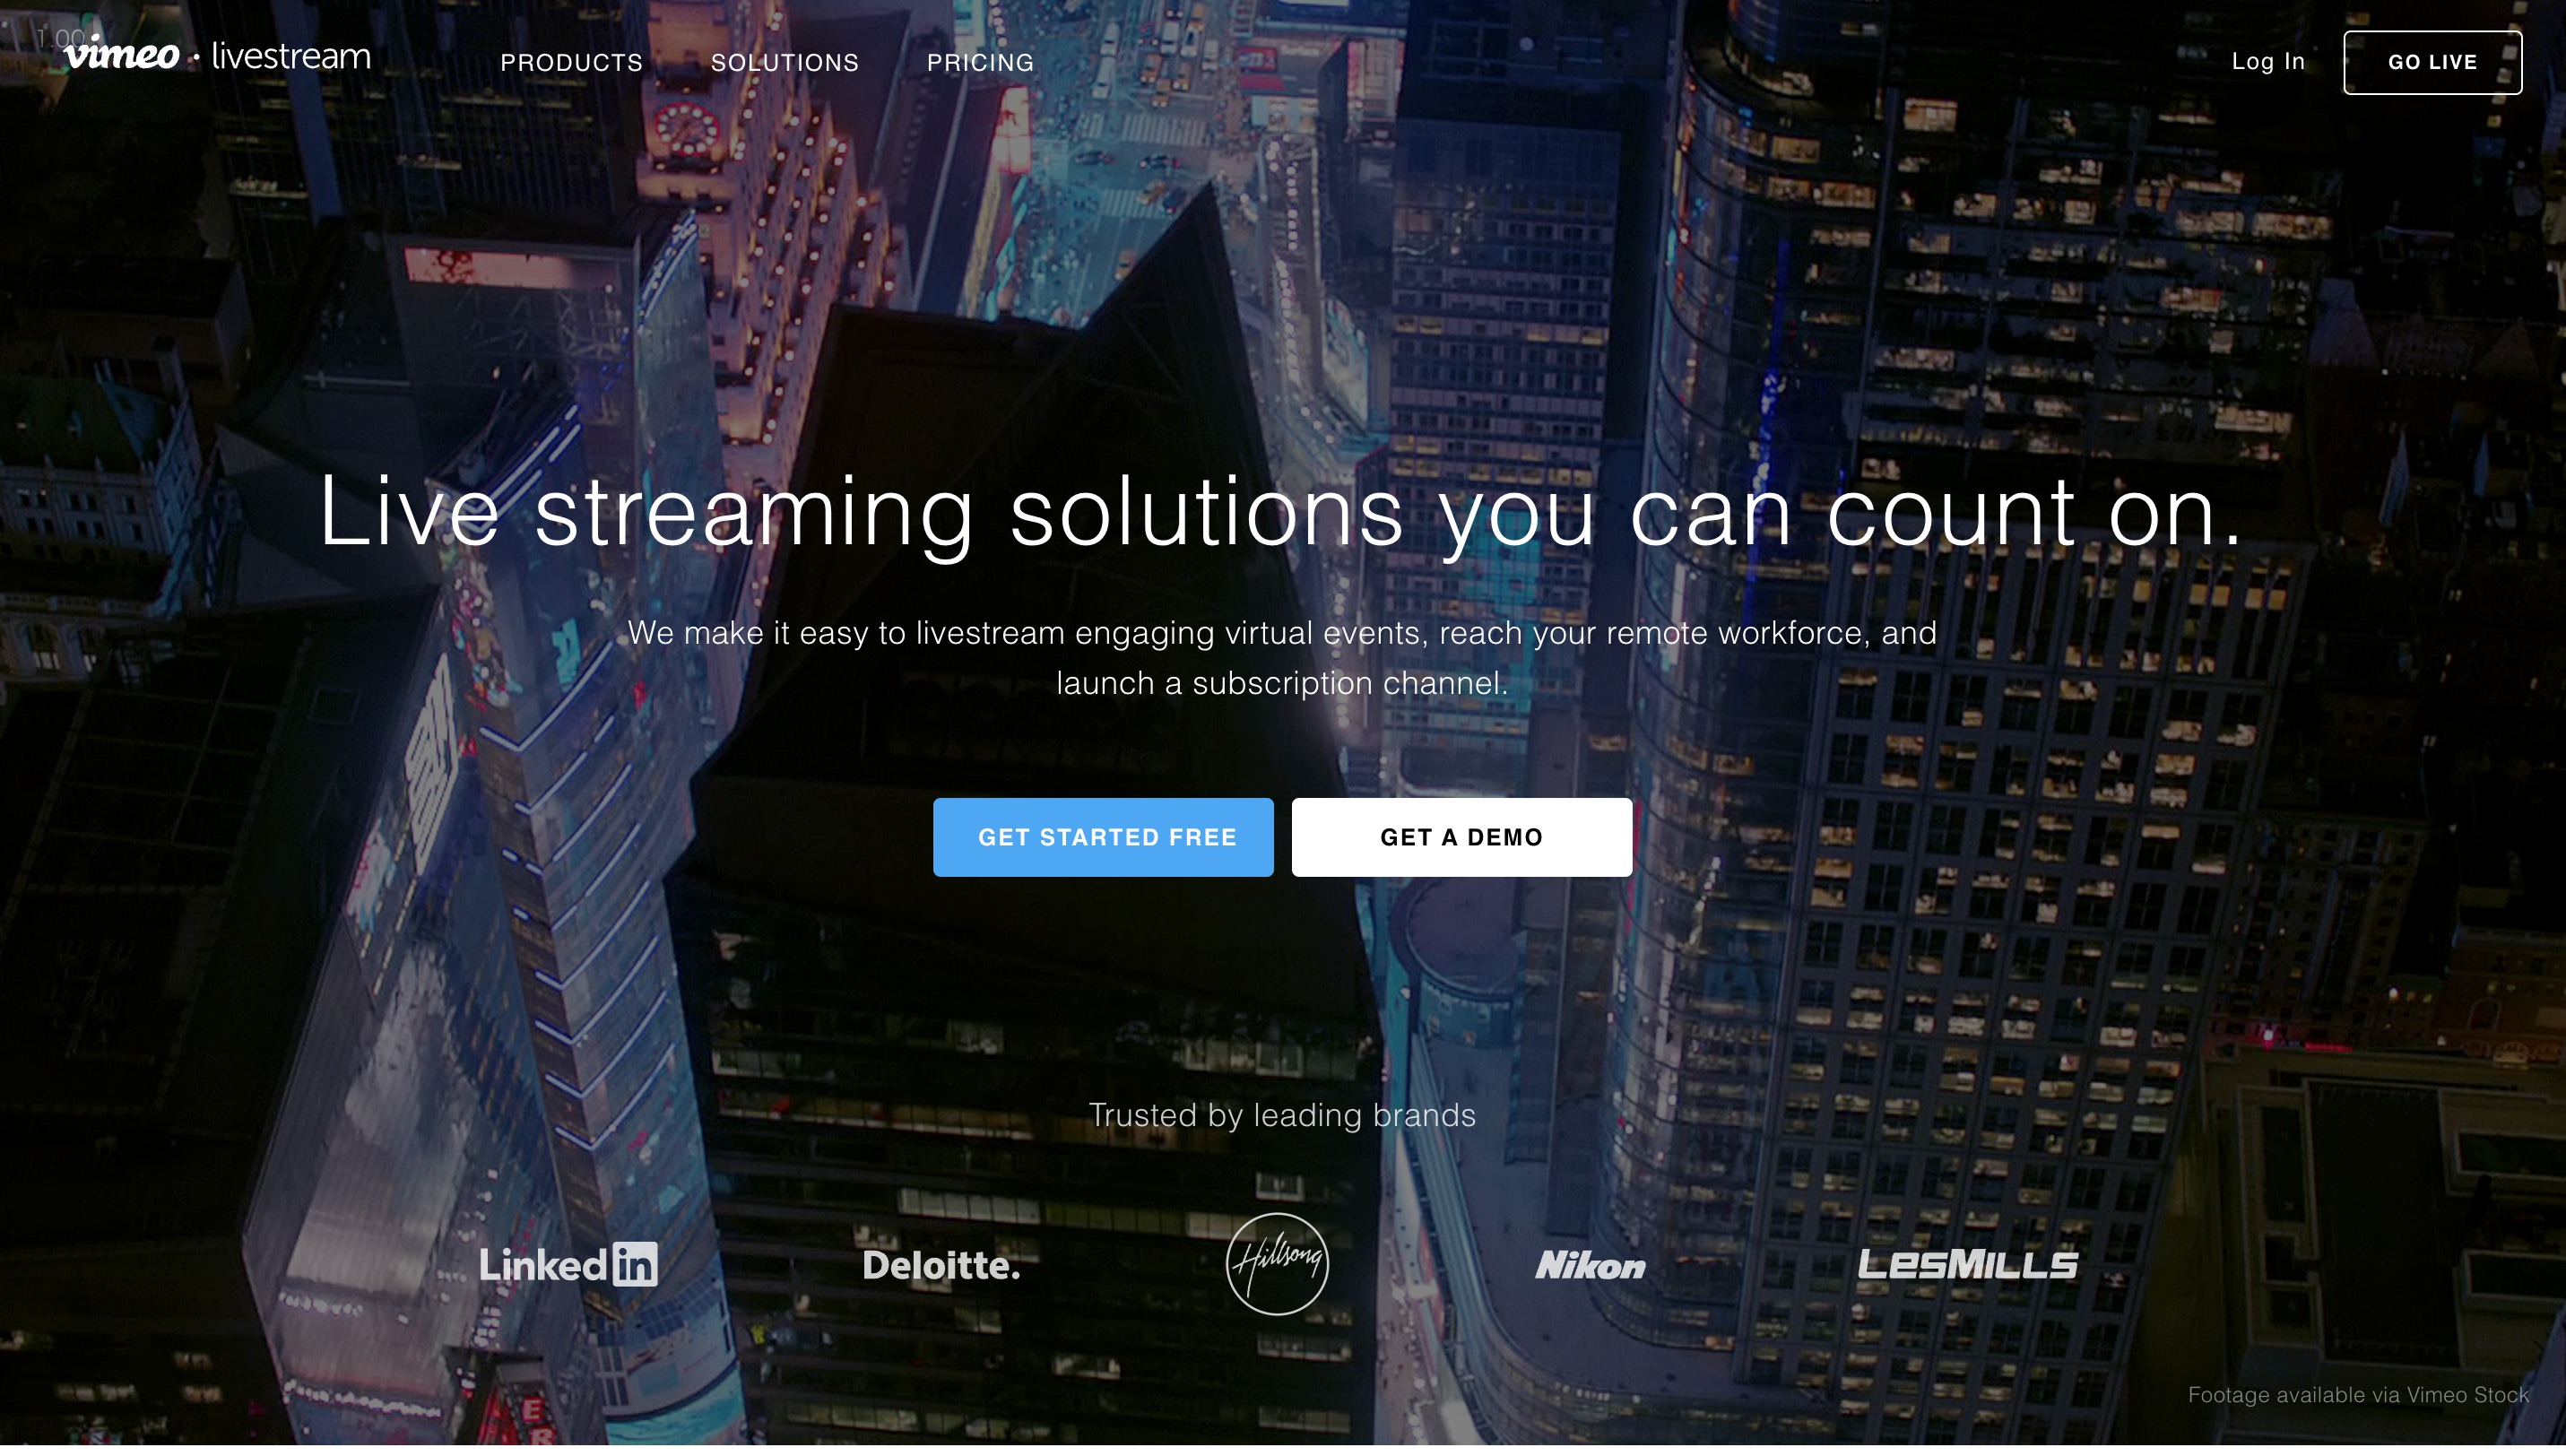 1.00
vimeo · livestream
PRODUCTS
SOLUTIONS
PRICING
Log In
GO LIVE
Live streaming solutions you can count on.
We make it easy to livestream engaging virtual events, reach your remote workforce, and
launch a subscription channel.
GET STARTED FREE
GET A DEMO
Trusted by leading brands
Linkedin
Deloitte.
Hillsong
Nikon
LESMILLS
Footage available via Vimeo Stock